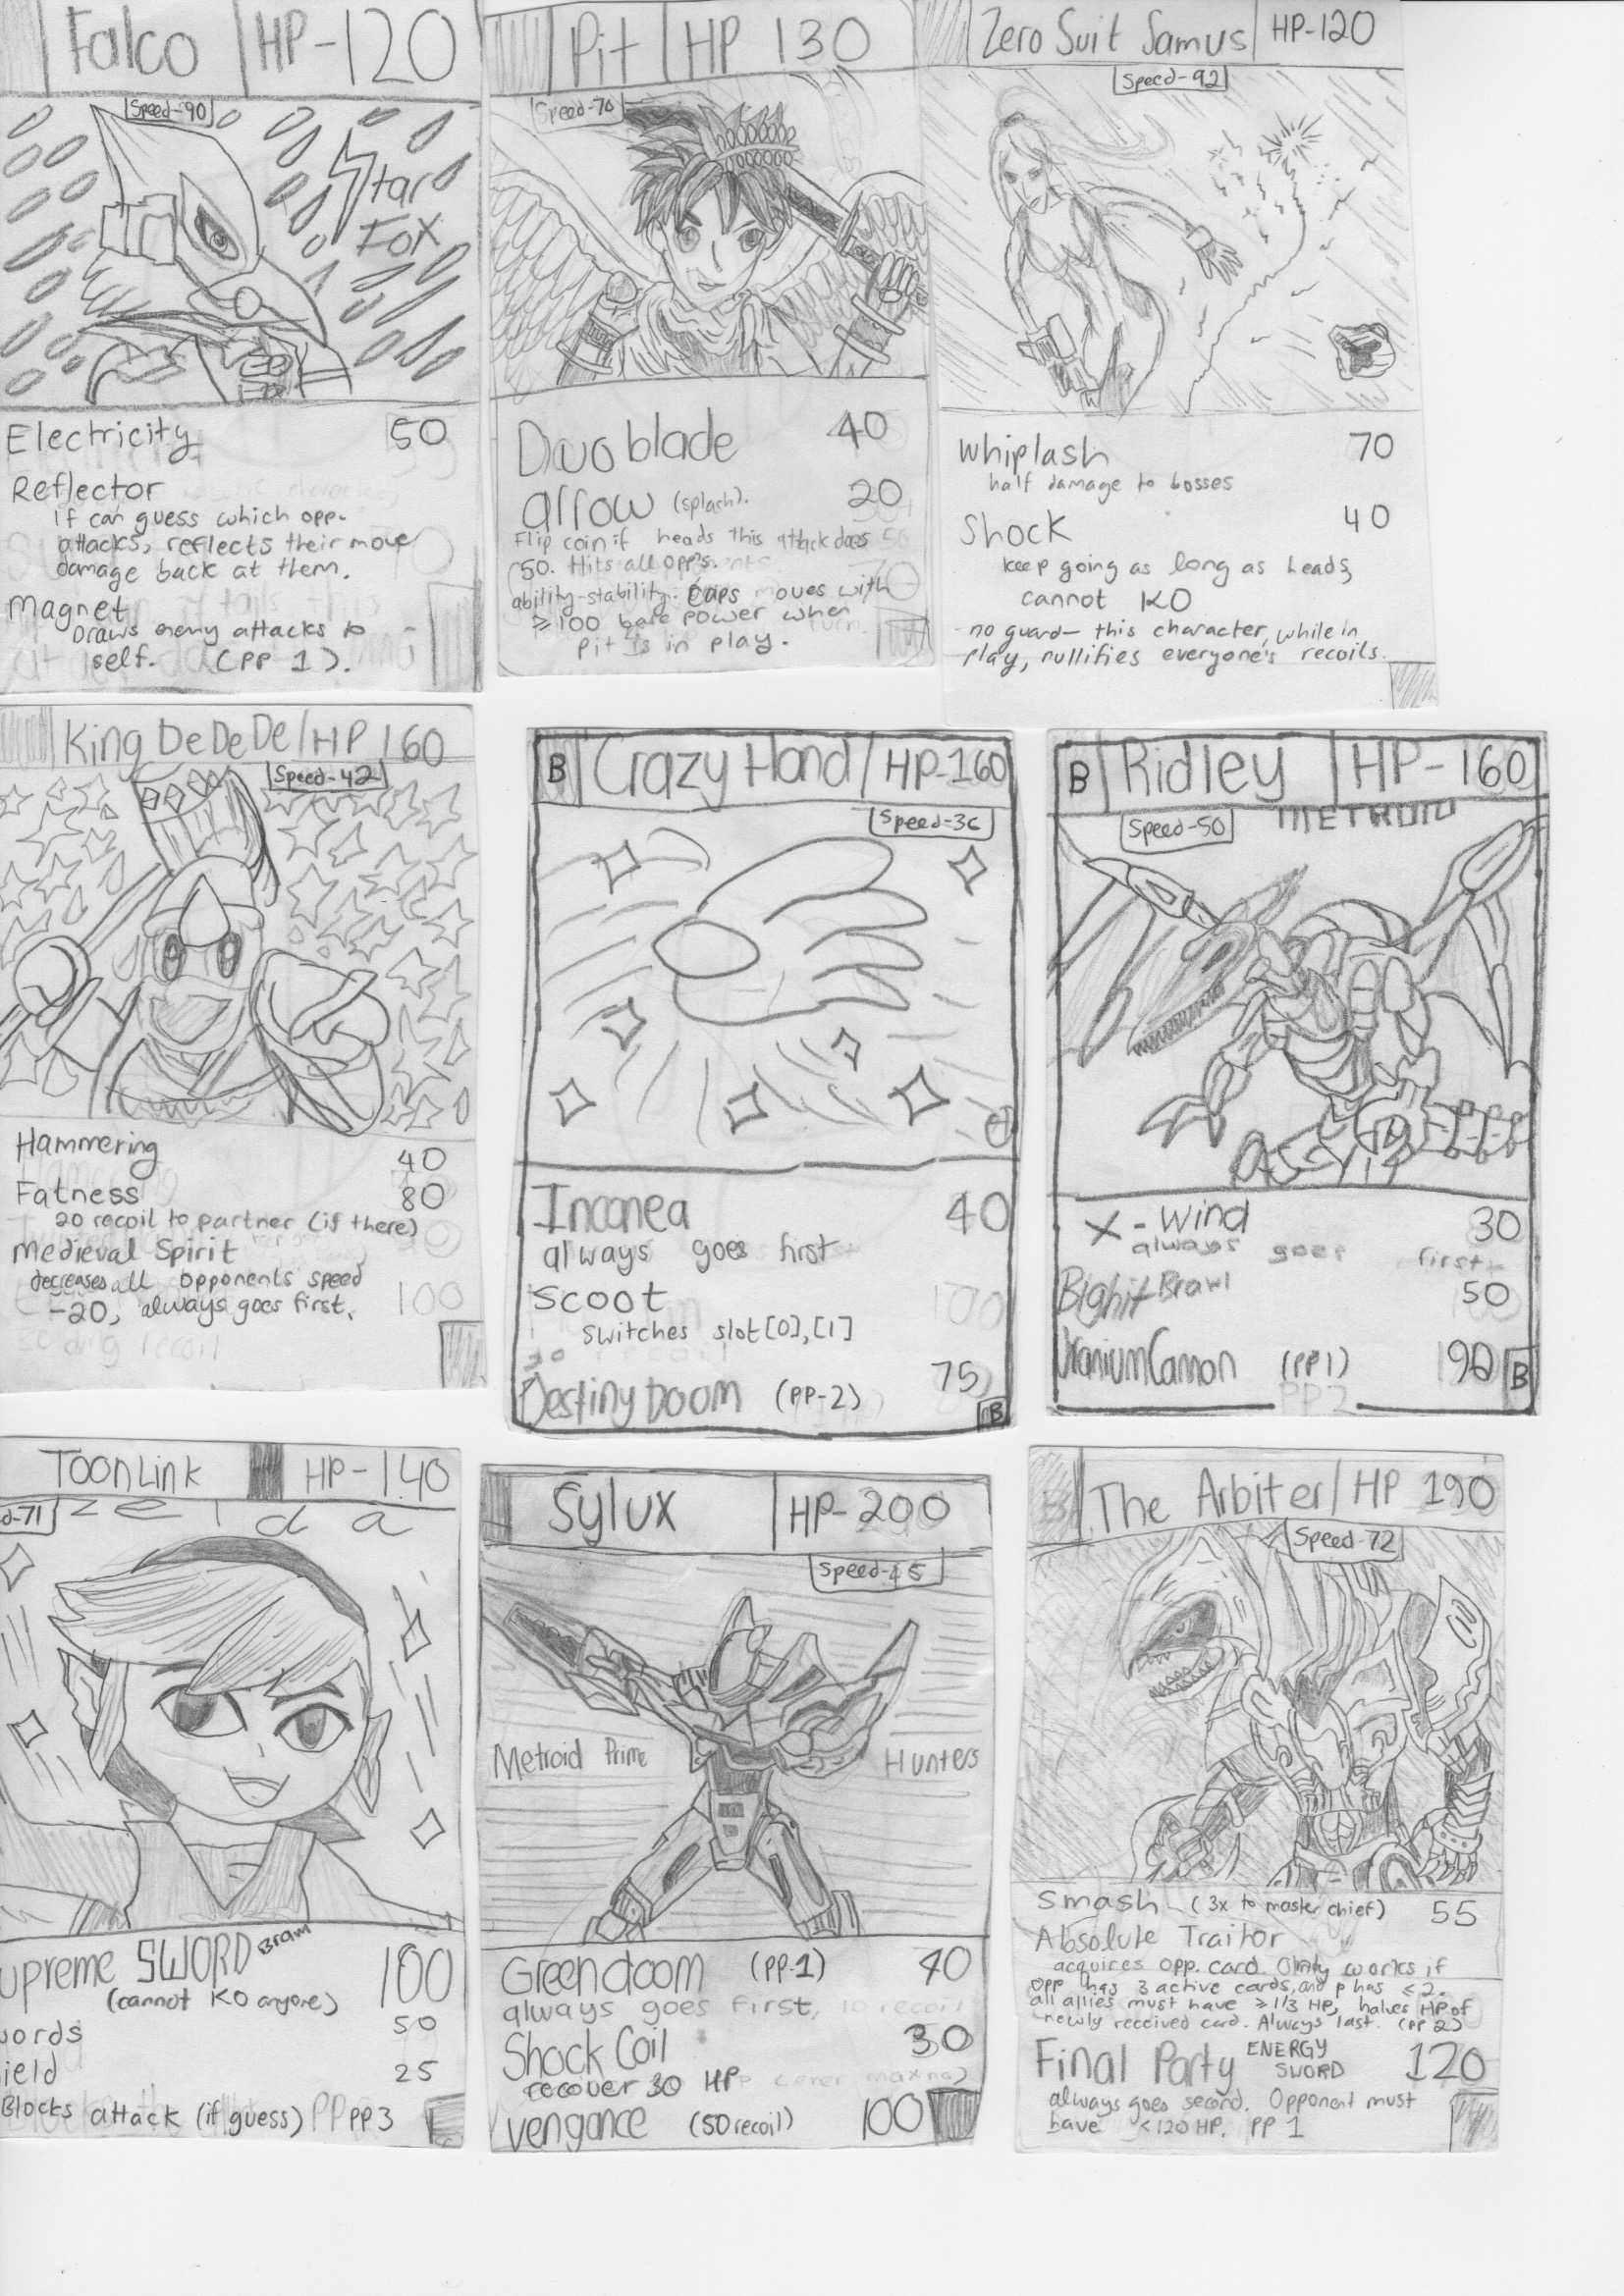 Falco HP-120
Speed-90
Star
Fox
Electricity 50
Reflector
If can guess which opp.
attacks, reflects their move
damage back at them.
Magnet
Draws enemy attacks to
self. (PP 1).
Pit HP 130
Speed-70
Duo blade 40
arrow (splash). 20
Flip coin if heads this attack does
50. Hits all opp's.
ability-stability: Caps moves with
≥100 base power when
Pit is in play.
Zero Suit Samus HP-120
Speed-92
Whiplash 70
half damage to bosses
Shock 40
keep going as long as heads,
cannot KO
no guard- this character, while in
play, nullifies everyone's recoils.
King DeDeDe HP 160
Speed-42
Hammering 40
Fatness 80
20 recoil to partner (if there)
Medieval Spirit
decreases all opponents speed
-20, always goes first.
B Crazy Hand HP-160
Speed-36
Inconea 40
always goes first
Scoot
switches slot[0],[1]
Destiny Doom (PP-2) 75
B
B Ridley HP-160
Speed-50
METROID
X-Wind 30
always goes first
Bighit Brawl 50
Uranium Cannon (PP1) 190
B
Toon Link HP-140
d-71
Zelda
upreme SWORD Bram 100
(cannot KO anyone)
words 50
ield 25
Blocks attack (if guess) PP3
Sylux HP-200
Speed-45
Metroid Prime Hunters
Green doom (PP-1) 40
always goes first, 10 recoil
Shock Coil 30
recover 30 HP
vengance (50 recoil) 100
The Arbiter HP 190
Speed-72
Smash (3x to master chief) 55
Absolute Traitor
acquires opp. card. Only works if
opp has 3 active cards, and p has ≤2.
all allies must have ≥1/3 HP, halves HP of
newly received card. Always last. (PP 2)
Final Party ENERGY SWORD 120
always goes second. Opponent must
have <120 HP. PP 1